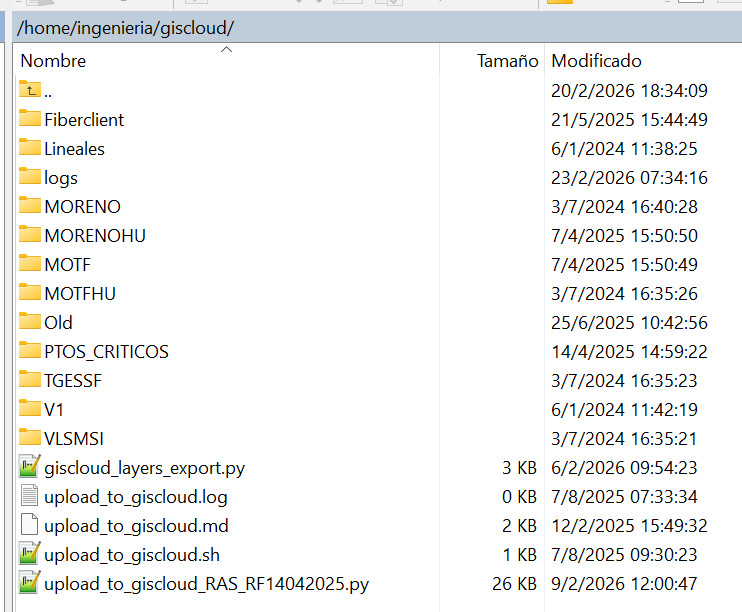 /home/ingenieria/giscloud/
Nombre Tamaño Modificado
.. 20/2/2026 18:34:09
Fiberclient 21/5/2025 15:44:49
Lineales 6/1/2024 11:38:25
logs 23/2/2026 07:34:16
MORENO 3/7/2024 16:40:28
MORENOHU 7/4/2025 15:50:50
MOTF 7/4/2025 15:50:49
MOTFHU 3/7/2024 16:35:26
Old 25/6/2025 10:42:56
PTOS_CRITICOS 14/4/2025 14:59:22
TGESSF 3/7/2024 16:35:23
V1 6/1/2024 11:42:19
VLSMSI 3/7/2024 16:35:21
giscloud_layers_export.py 3 KB 6/2/2026 09:54:23
upload_to_giscloud.log 0 KB 7/8/2025 07:33:34
upload_to_giscloud.md 2 KB 12/2/2025 15:49:32
upload_to_giscloud.sh 1 KB 7/8/2025 09:30:23
upload_to_giscloud_RAS_RF14042025.py 26 KB 9/2/2026 12:00:47